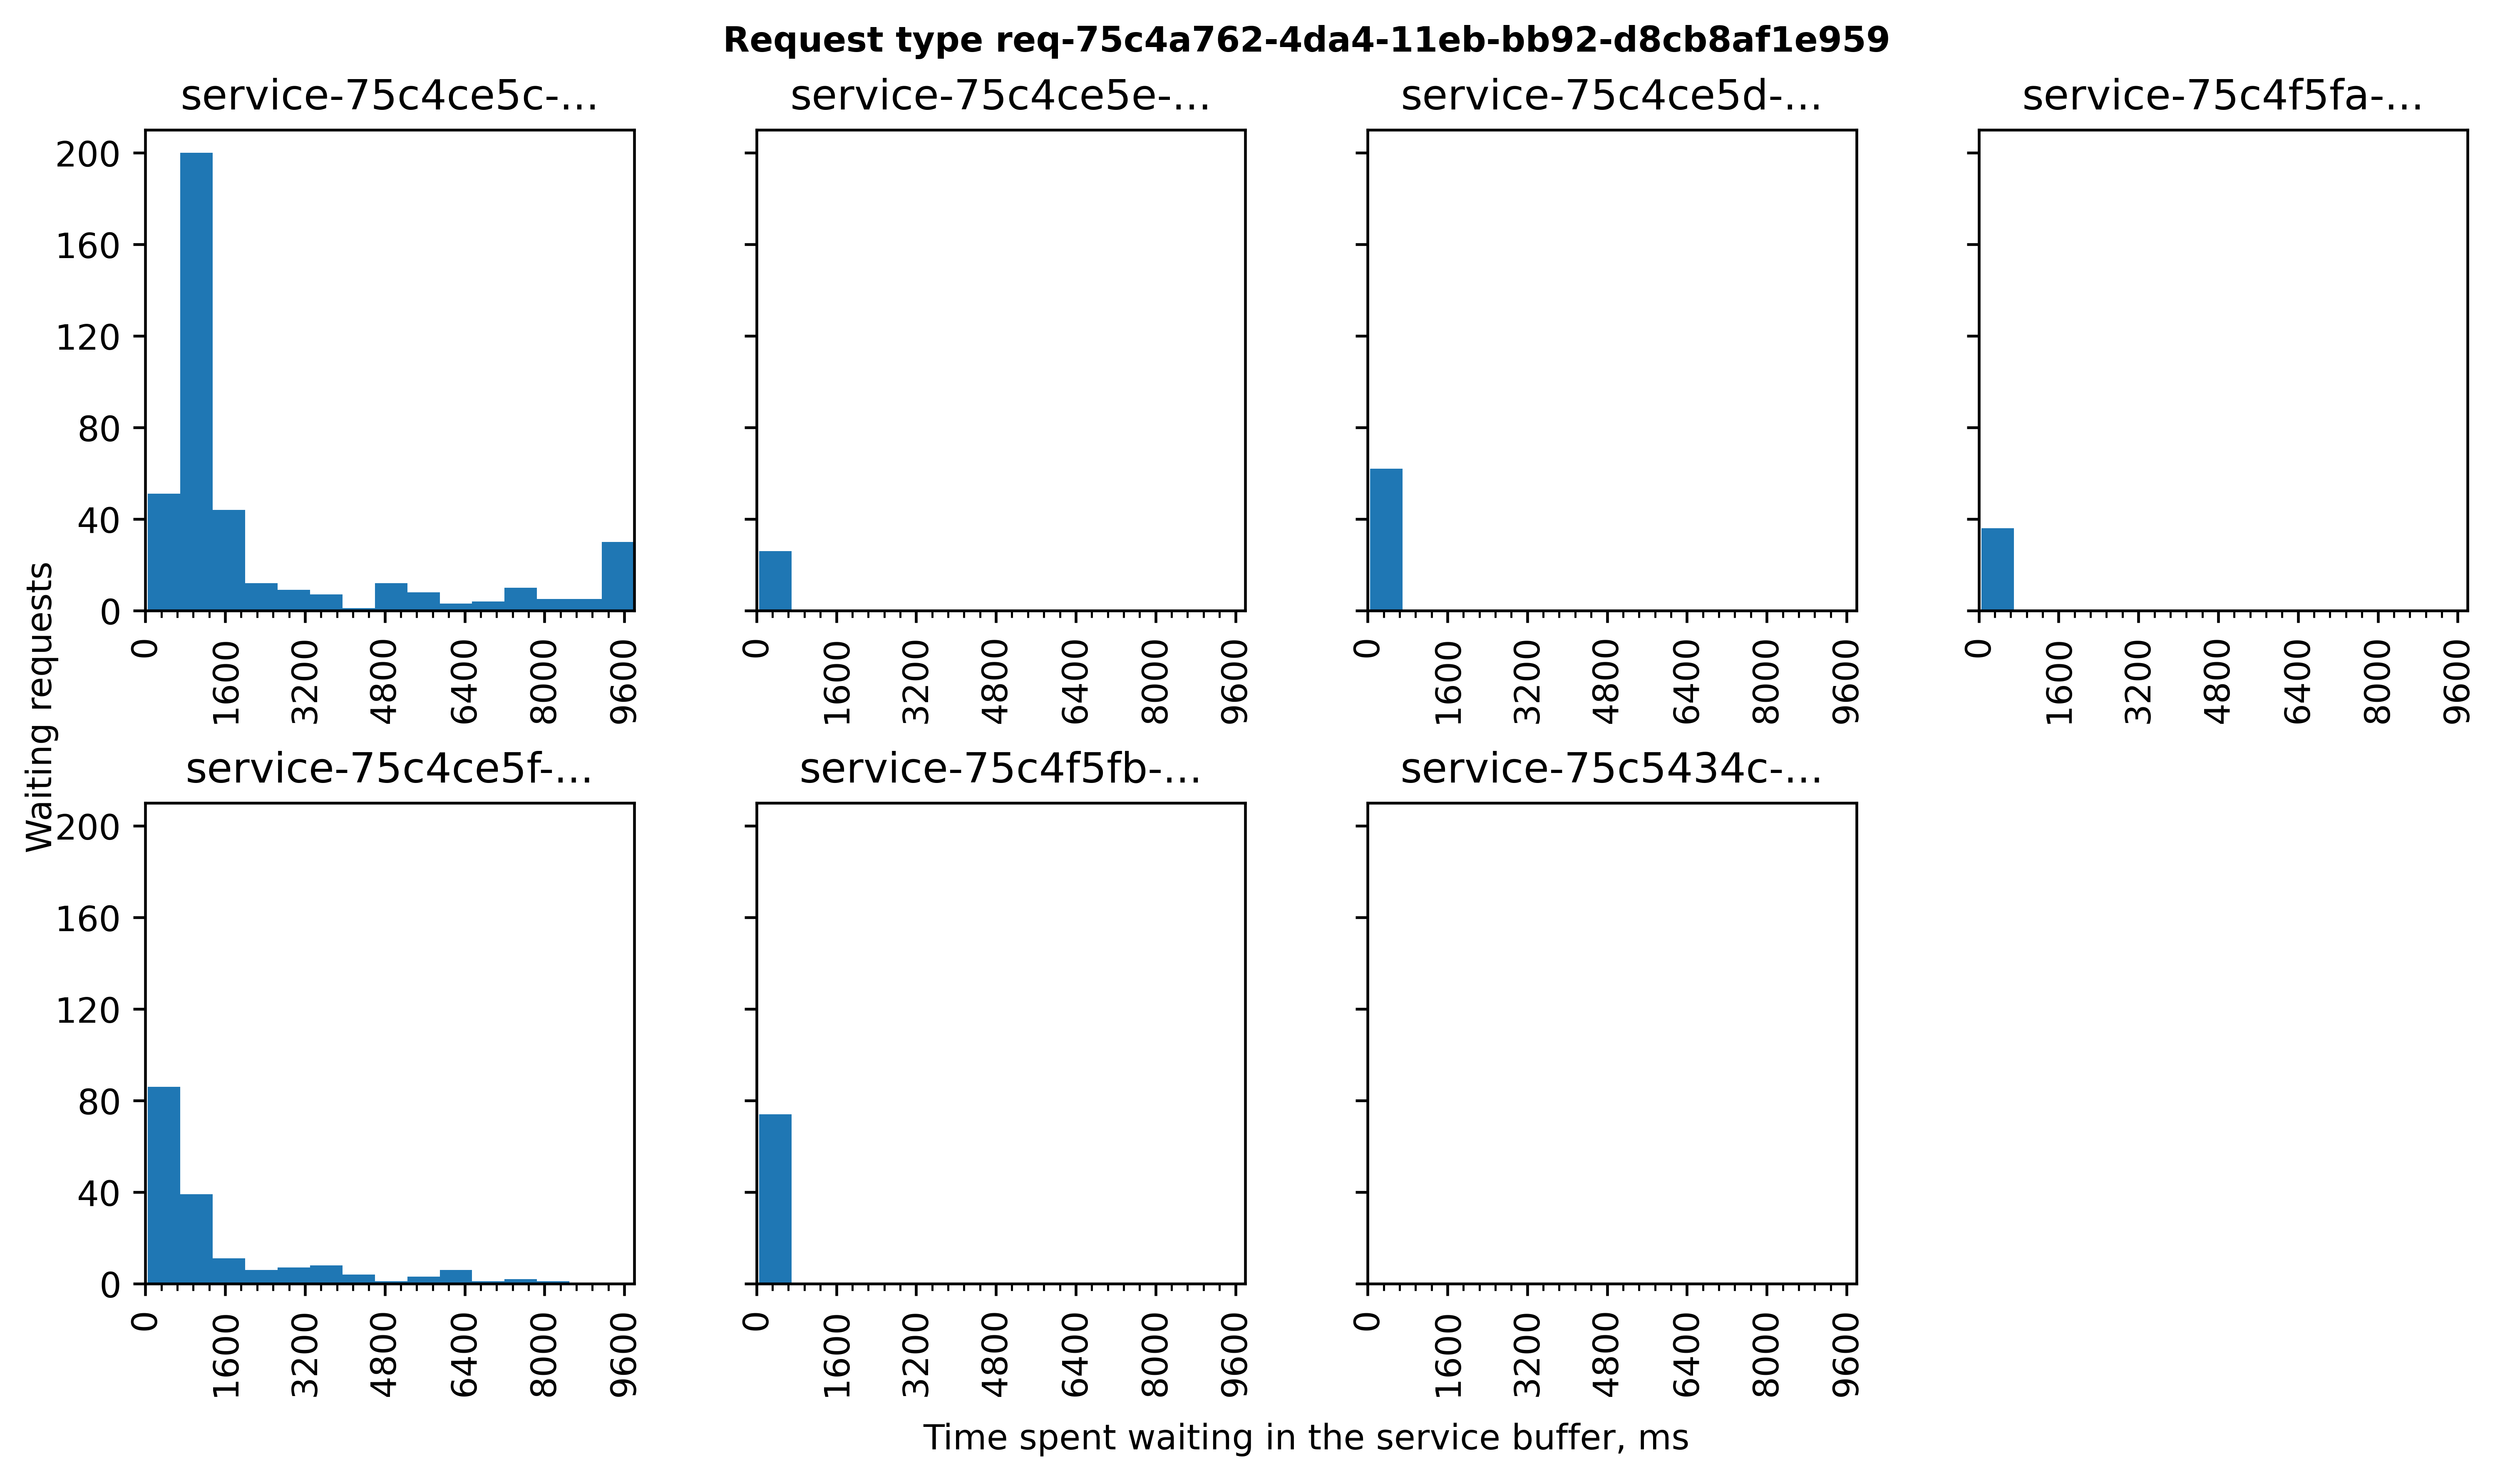 Request type req-75c4a762-4da4-11eb-bb92-d8cb8af1e959
service-75c4ce5c-...
service-75c4ce5e-...
service-75c4ce5d-...
service-75c4f5fa-...
200
160
120
80
40
0
0 1600 3200 4800 6400 8000 9600
0 1600 3200 4800 6400 8000 9600
0 1600 3200 4800 6400 8000 9600
0 1600 3200 4800 6400 8000 9600
Waiting requests
service-75c4ce5f-...
service-75c4f5fb-...
service-75c5434c-...
200
160
120
80
40
0
0 1600 3200 4800 6400 8000 9600
0 1600 3200 4800 6400 8000 9600
0 1600 3200 4800 6400 8000 9600
Time spent waiting in the service buffer, ms